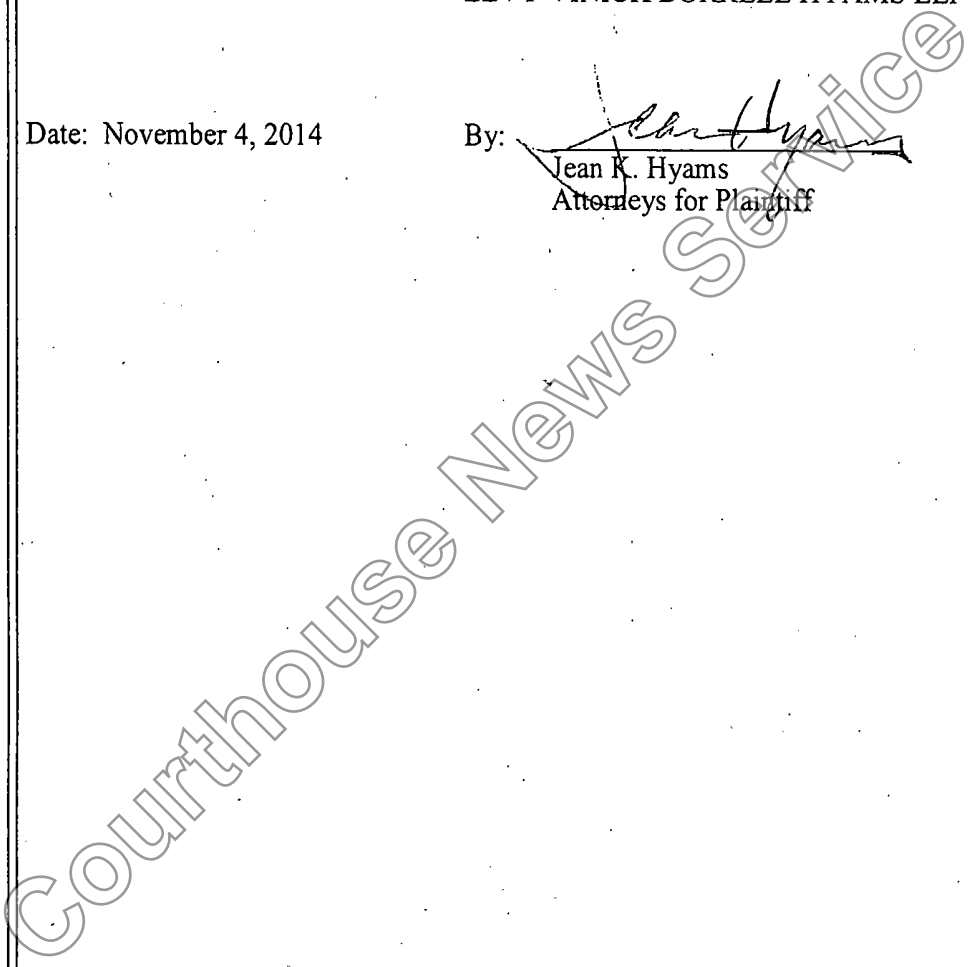 Date: November 4, 2014
By:
Jean K. Hyams
Attorneys for Plaintiff
Courthouse News Service